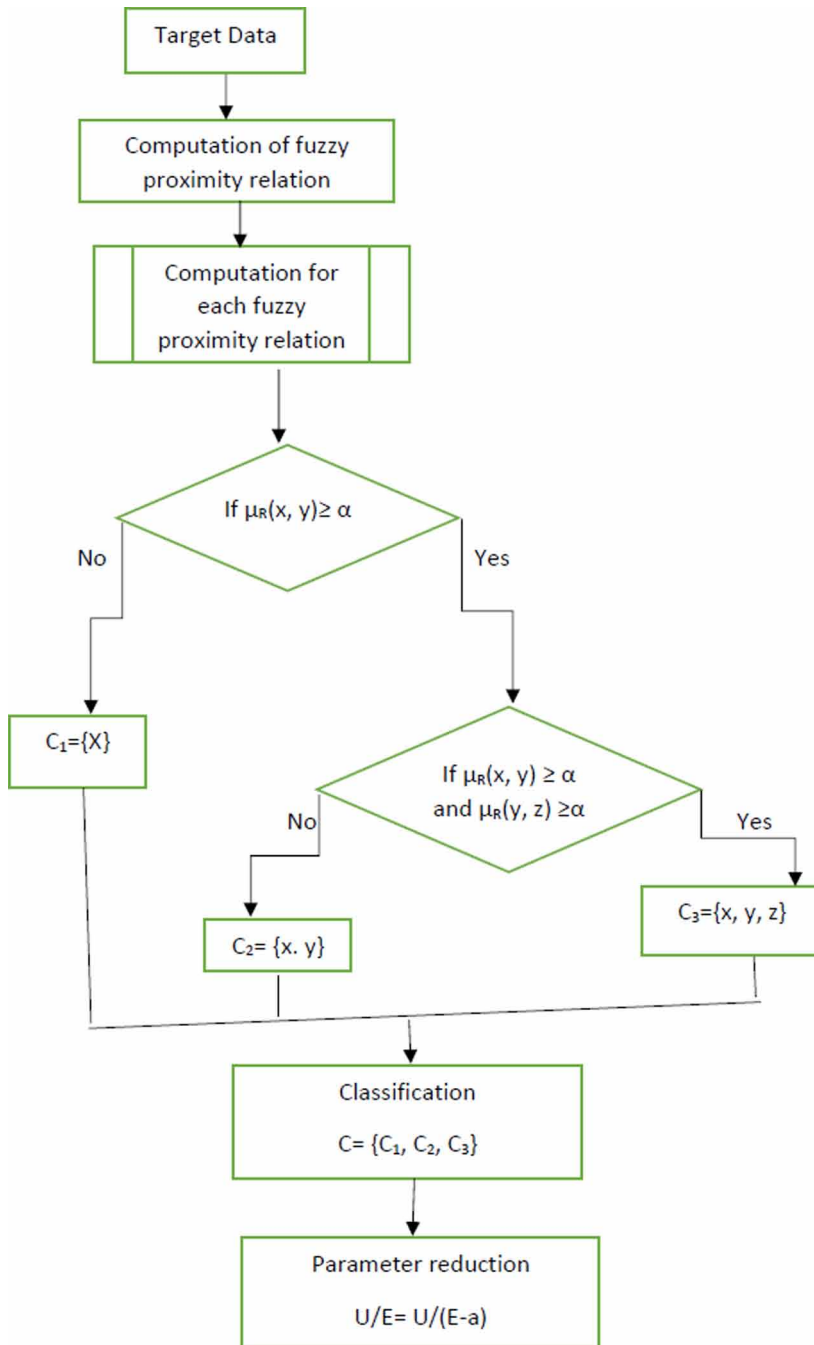 Target Data
Computation of fuzzy
proximity relation
Computation for
each fuzzy
proximity relation
If μR(x, y)≥ α
No
Yes
C₁={X}
If μR(x, y) ≥ α
and μR(y, z) ≥α
No
Yes
C₃={x, y, z}
C₂= {x. y}
Classification
C= {C₁, C₂, C₃}
Parameter reduction
U/E= U/(E-a)